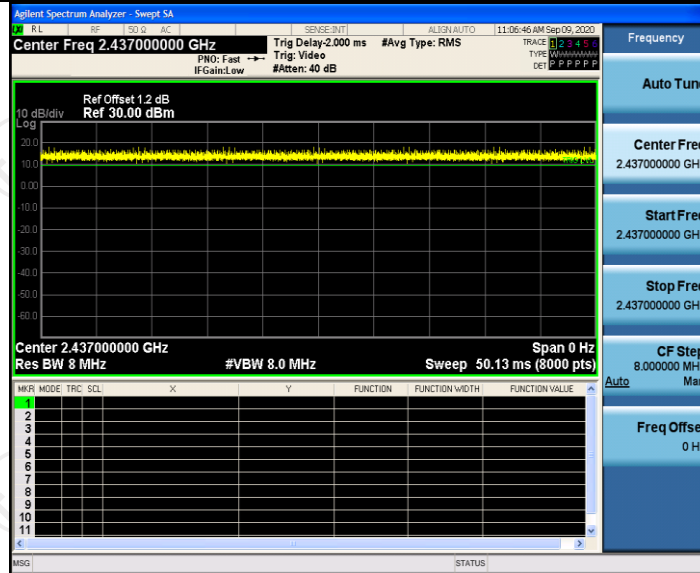 Agilent Spectrum Analyzer - Swept SA
RL RF 50 Ω AC SENSE:INT ALIGN AUTO 11:06:46 AM Sep 09, 2020
Center Freq 2.437000000 GHz Trig Delay-2.000 ms #Avg Type: RMS TRACE 1 2 3 4 5 6
PNO: Fast Trig: Video TYPE
IFGain:Low #Atten: 40 dB DET P P P P P P
Ref Offset 1.2 dB
10 dB/div Ref 30.00 dBm
Log
20.0
10.0
0.00
-10.0
-20.0
-30.0
-40.0
-50.0
-60.0
Center 2.437000000 GHz Span 0 Hz
Res BW 8 MHz #VBW 8.0 MHz Sweep 50.13 ms (8000 pts)
MKR MODE TRC SCL X Y FUNCTION FUNCTION WIDTH FUNCTION VALUE
1
2
3
4
5
6
7
8
9
10
11
MSG STATUS
Frequency
Auto Tun
Center Fre
2.437000000 GH
Start Fre
2.437000000 GH
Stop Fre
2.437000000 GH
CF Step
8.000000 MH
Auto Ma
Freq Offse
0 H